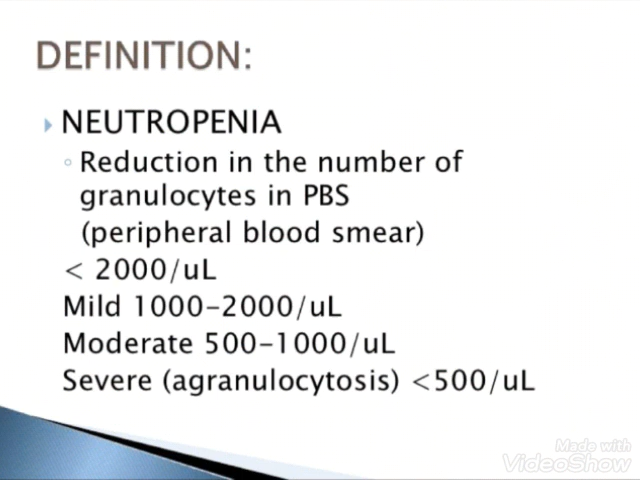 DEFINITION:
NEUTROPENIA
Reduction in the number of
granulocytes in PBS
(peripheral blood smear)
< 2000/uL
Mild 1000-2000/uL
Moderate 500-1000/uL
Severe (agranulocytosis) <500/uL
Made with
VideoShow